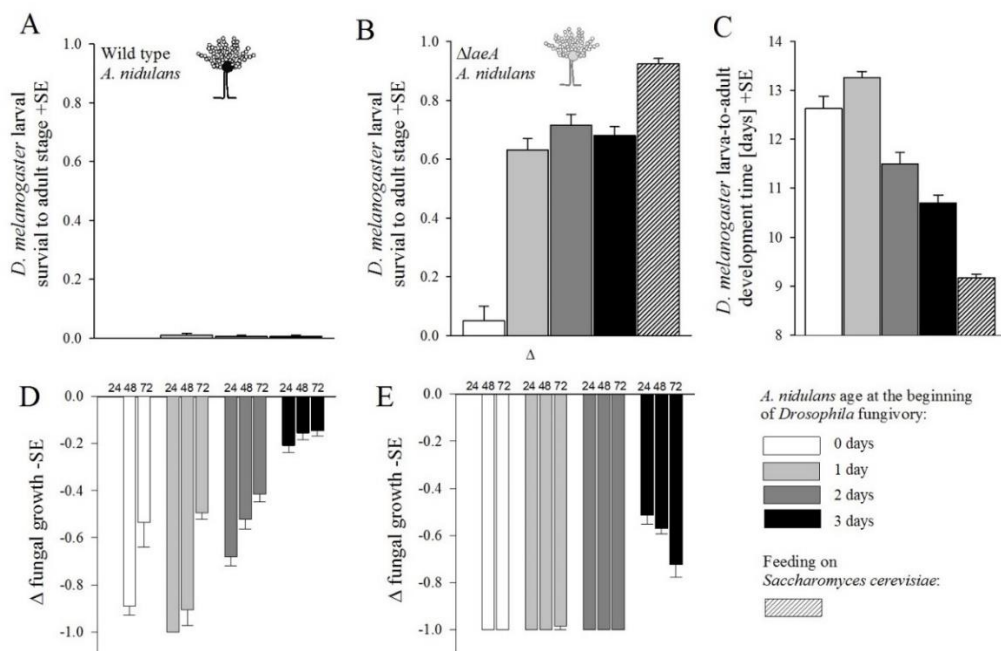 A
Wild type
A. nidulans
D. melanogaster larval
survial to adult stage +SE
1.0
0.8
0.6
0.4
0.2
0.0
B
ΔlaeA
A. nidulans
D. melanogaster larval
survial to adult stage +SE
1.0
0.8
0.6
0.4
0.2
0.0
Δ
C
D. melanogaster larva-to-adult
development time [days] +SE
14
13
12
11
10
9
8
D
24 48 72 24 48 72 24 48 72 24 48 72
Δ fungal growth -SE
0.0
-0.2
-0.4
-0.6
-0.8
-1.0
E
24 48 72 24 48 72 24 48 72 24 48 72
Δ fungal growth -SE
0.0
-0.2
-0.4
-0.6
-0.8
-1.0
A. nidulans age at the beginning
of Drosophila fungivory:
0 days
1 day
2 days
3 days
Feeding on
Saccharomyces cerevisiae: